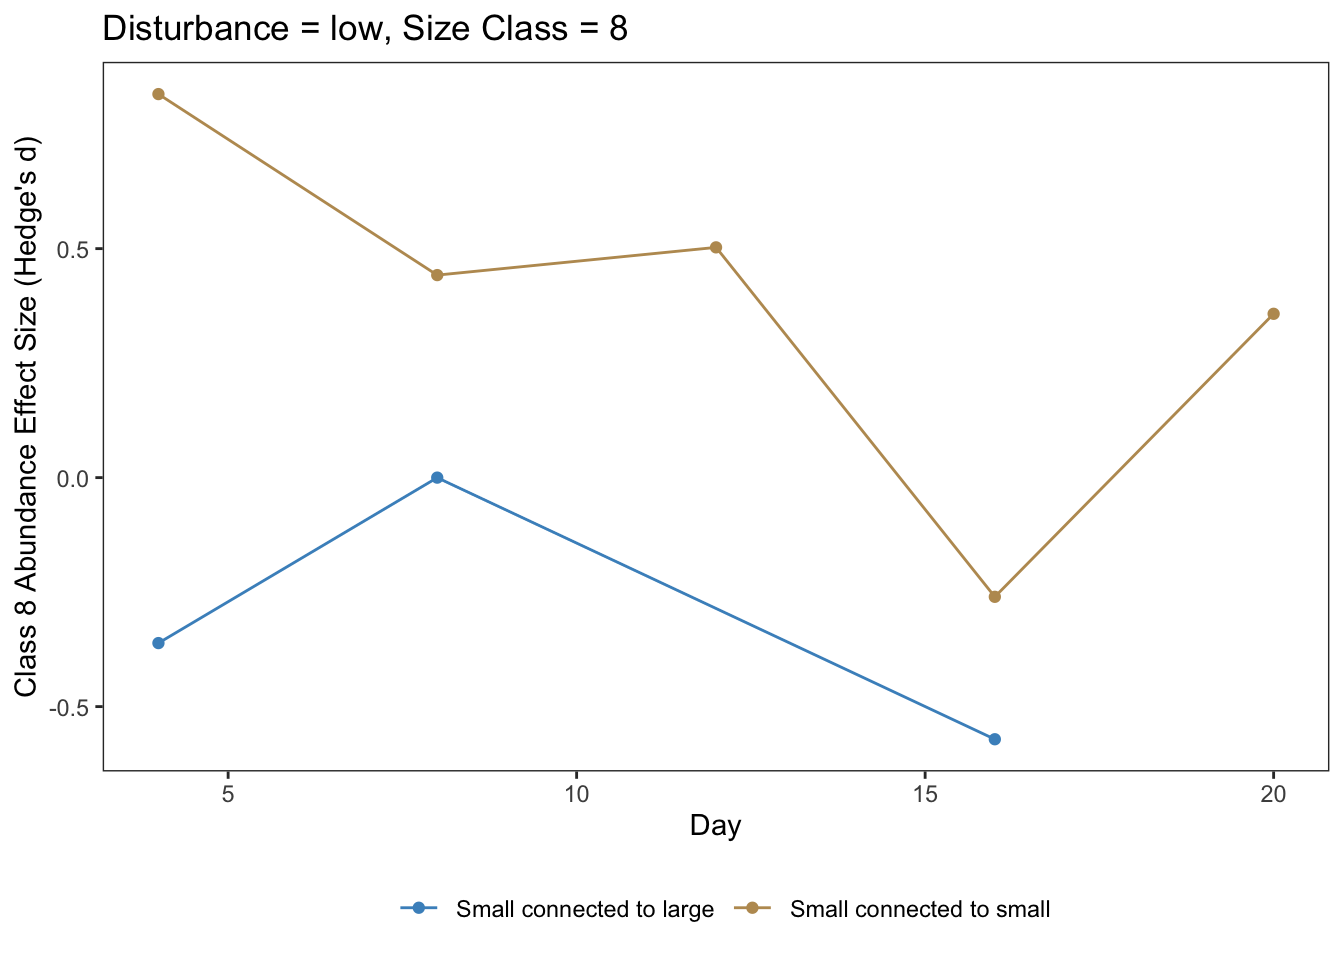 Disturbance = low, Size Class = 8
Class 8 Abundance Effect Size (Hedge's d)
0.5
0.0
-0.5
5
10
15
20
Day
Small connected to large
Small connected to small